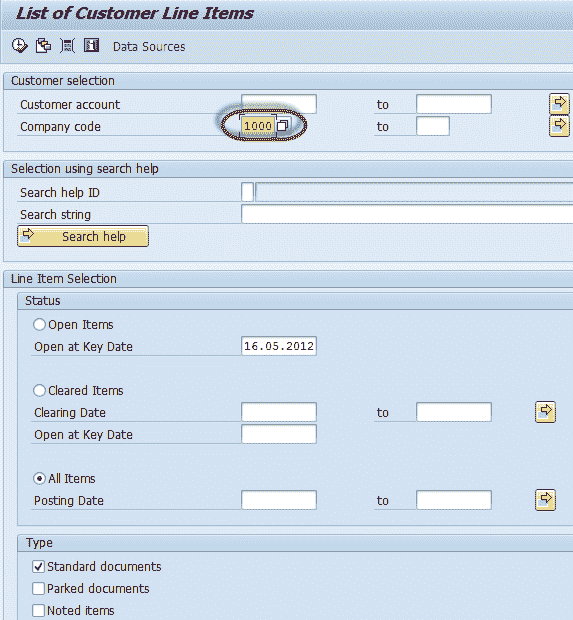 List of Customer Line Items
Data Sources
Customer selection
Customer account to
Company code 1000 to
Selection using search help
Search help ID
Search string
Search help
Line Item Selection
Status
Open Items
Open at Key Date 16.05.2012
Cleared Items
Clearing Date to
Open at Key Date
All Items
Posting Date to
Type
Standard documents
Parked documents
Noted items